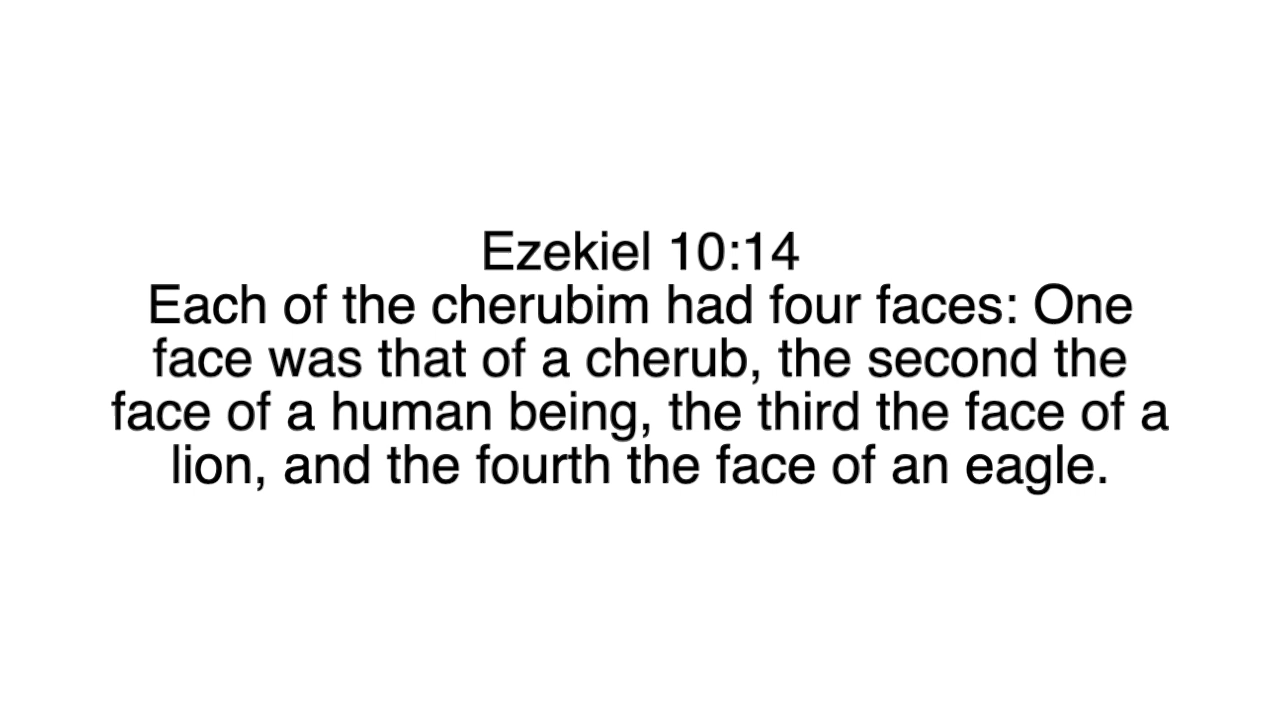 Ezekiel 10:14
Each of the cherubim had four faces: One
face was that of a cherub, the second the
face of a human being, the third the face of a
lion, and the fourth the face of an eagle.